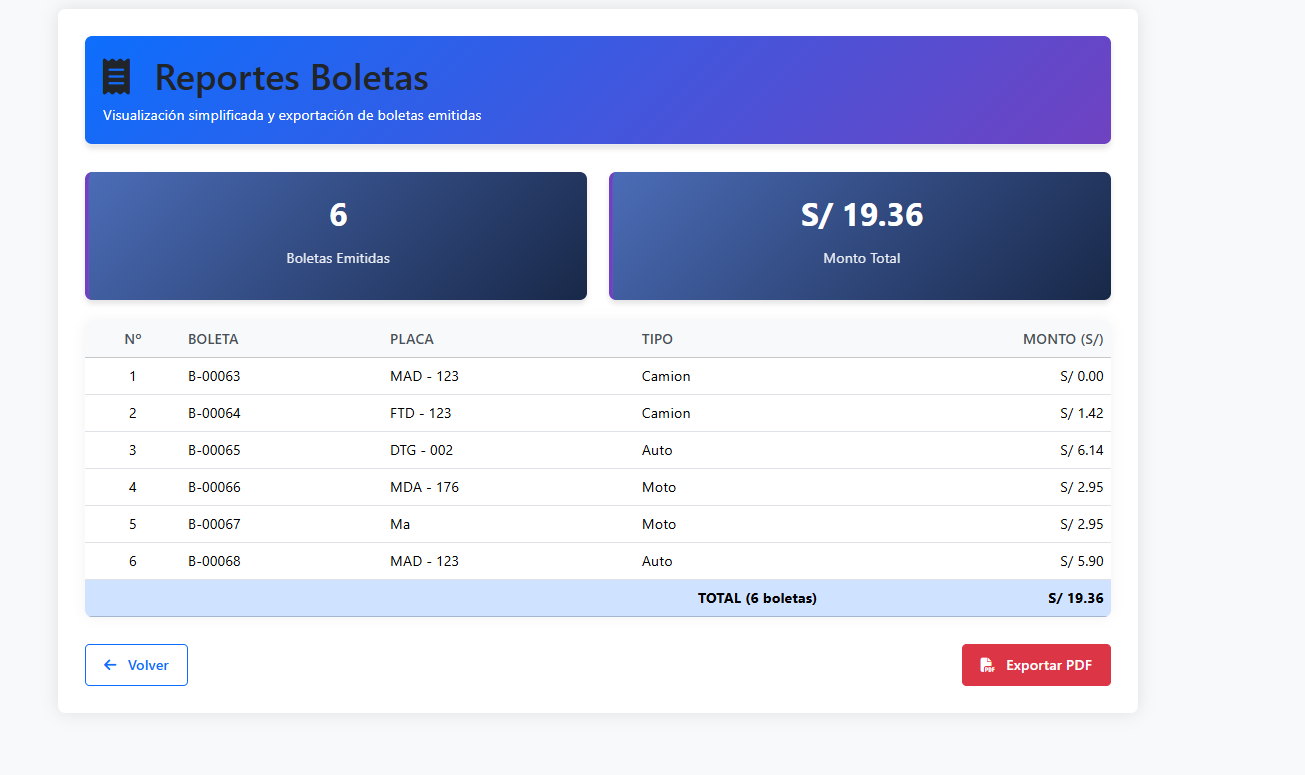 Reportes Boletas
Visualización simplificada y exportación de boletas emitidas
6
Boletas Emitidas
S/ 19.36
Monto Total
Nº BOLETA PLACA TIPO MONTO (S/)
1 B-00063 MAD - 123 Camion S/ 0.00
2 B-00064 FTD - 123 Camion S/ 1.42
3 B-00065 DTG - 002 Auto S/ 6.14
4 B-00066 MDA - 176 Moto S/ 2.95
5 B-00067 Ma Moto S/ 2.95
6 B-00068 MAD - 123 Auto S/ 5.90
TOTAL (6 boletas) S/ 19.36
Volver
PDF Exportar PDF